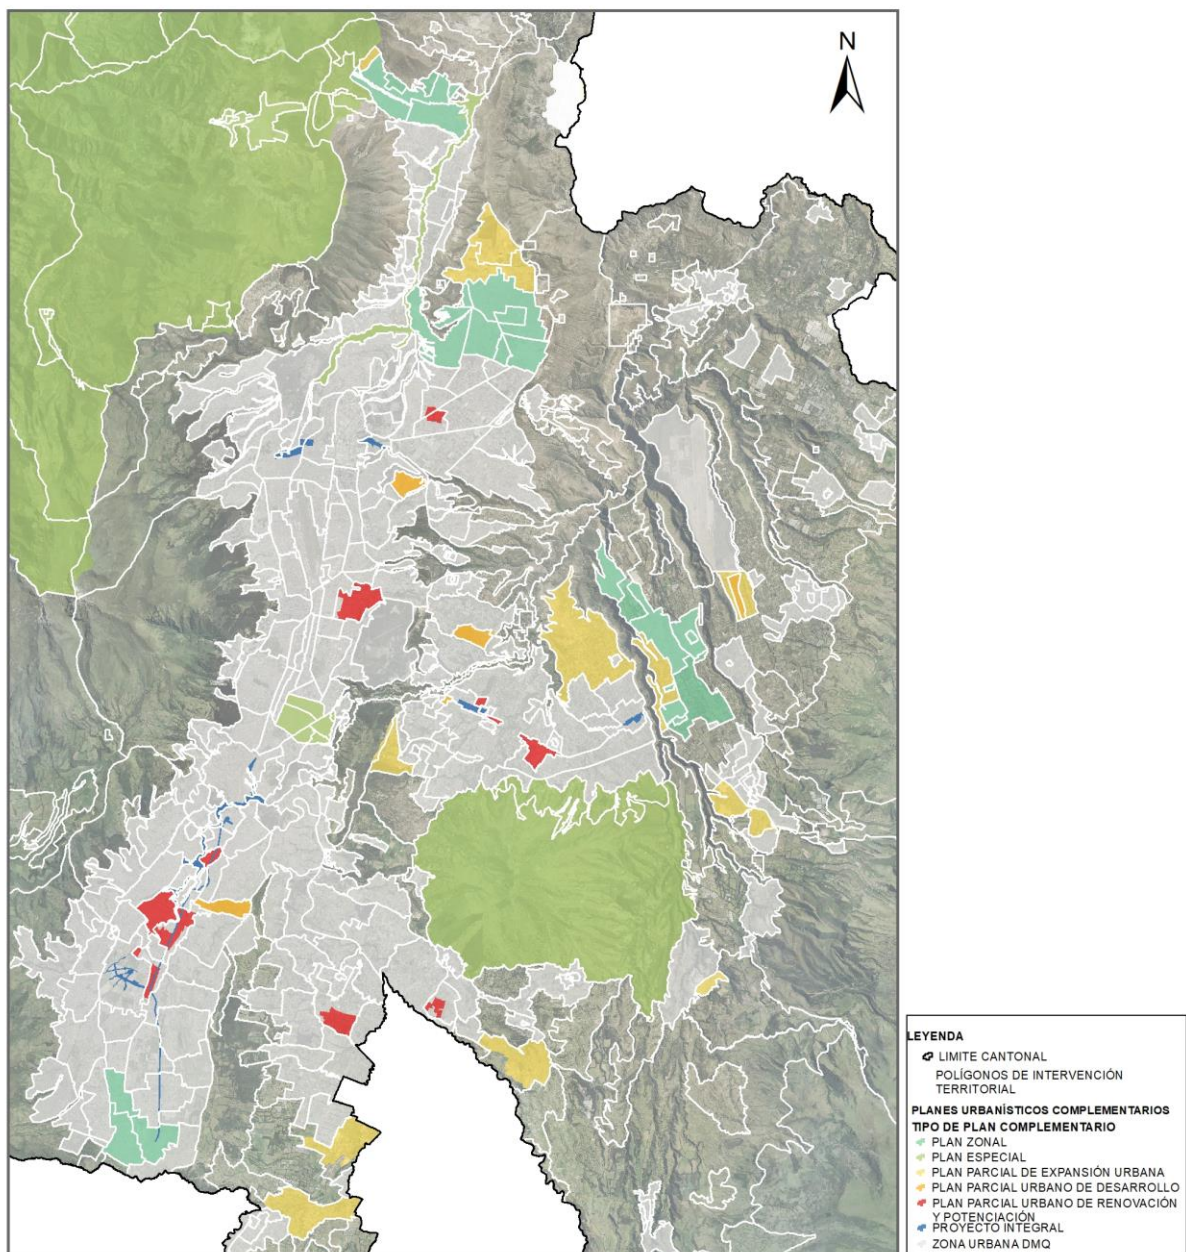 N
LEYENDA
LIMITE CANTONAL
POLÍGONOS DE INTERVENCIÓN
TERRITORIAL
PLANES URBANÍSTICOS COMPLEMENTARIOS
TIPO DE PLAN COMPLEMENTARIO
PLAN ZONAL
PLAN ESPECIAL
PLAN PARCIAL DE EXPANSIÓN URBANA
PLAN PARCIAL URBANO DE DESARROLLO
PLAN PARCIAL URBANO DE RENOVACIÓN
Y POTENCIACIÓN
PROYECTO INTEGRAL
ZONA URBANA DMQ